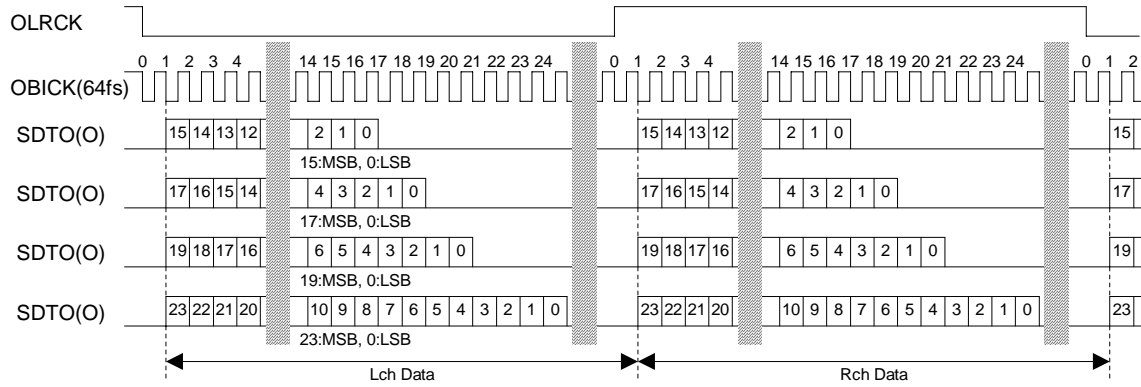 OLRCK
0 1 2 3 4 14 15 16 17 18 19 20 21 22 23 24 0 1 2 3 4 14 15 16 17 18 19 20 21 22 23 24 0 1 2
OBICK(64fs)
SDTO(O) 15 14 13 12 2 1 0 15 14 13 12 2 1 0 15
15:MSB, 0:LSB
SDTO(O) 17 16 15 14 4 3 2 1 0 17 16 15 14 4 3 2 1 0 17
17:MSB, 0:LSB
SDTO(O) 19 18 17 16 6 5 4 3 2 1 0 19 18 17 16 6 5 4 3 2 1 0 19
19:MSB, 0:LSB
SDTO(O) 23 22 21 20 10 9 8 7 6 5 4 3 2 1 0 23 22 21 20 10 9 8 7 6 5 4 3 2 1 0 23
23:MSB, 0:LSB
Lch Data Rch Data